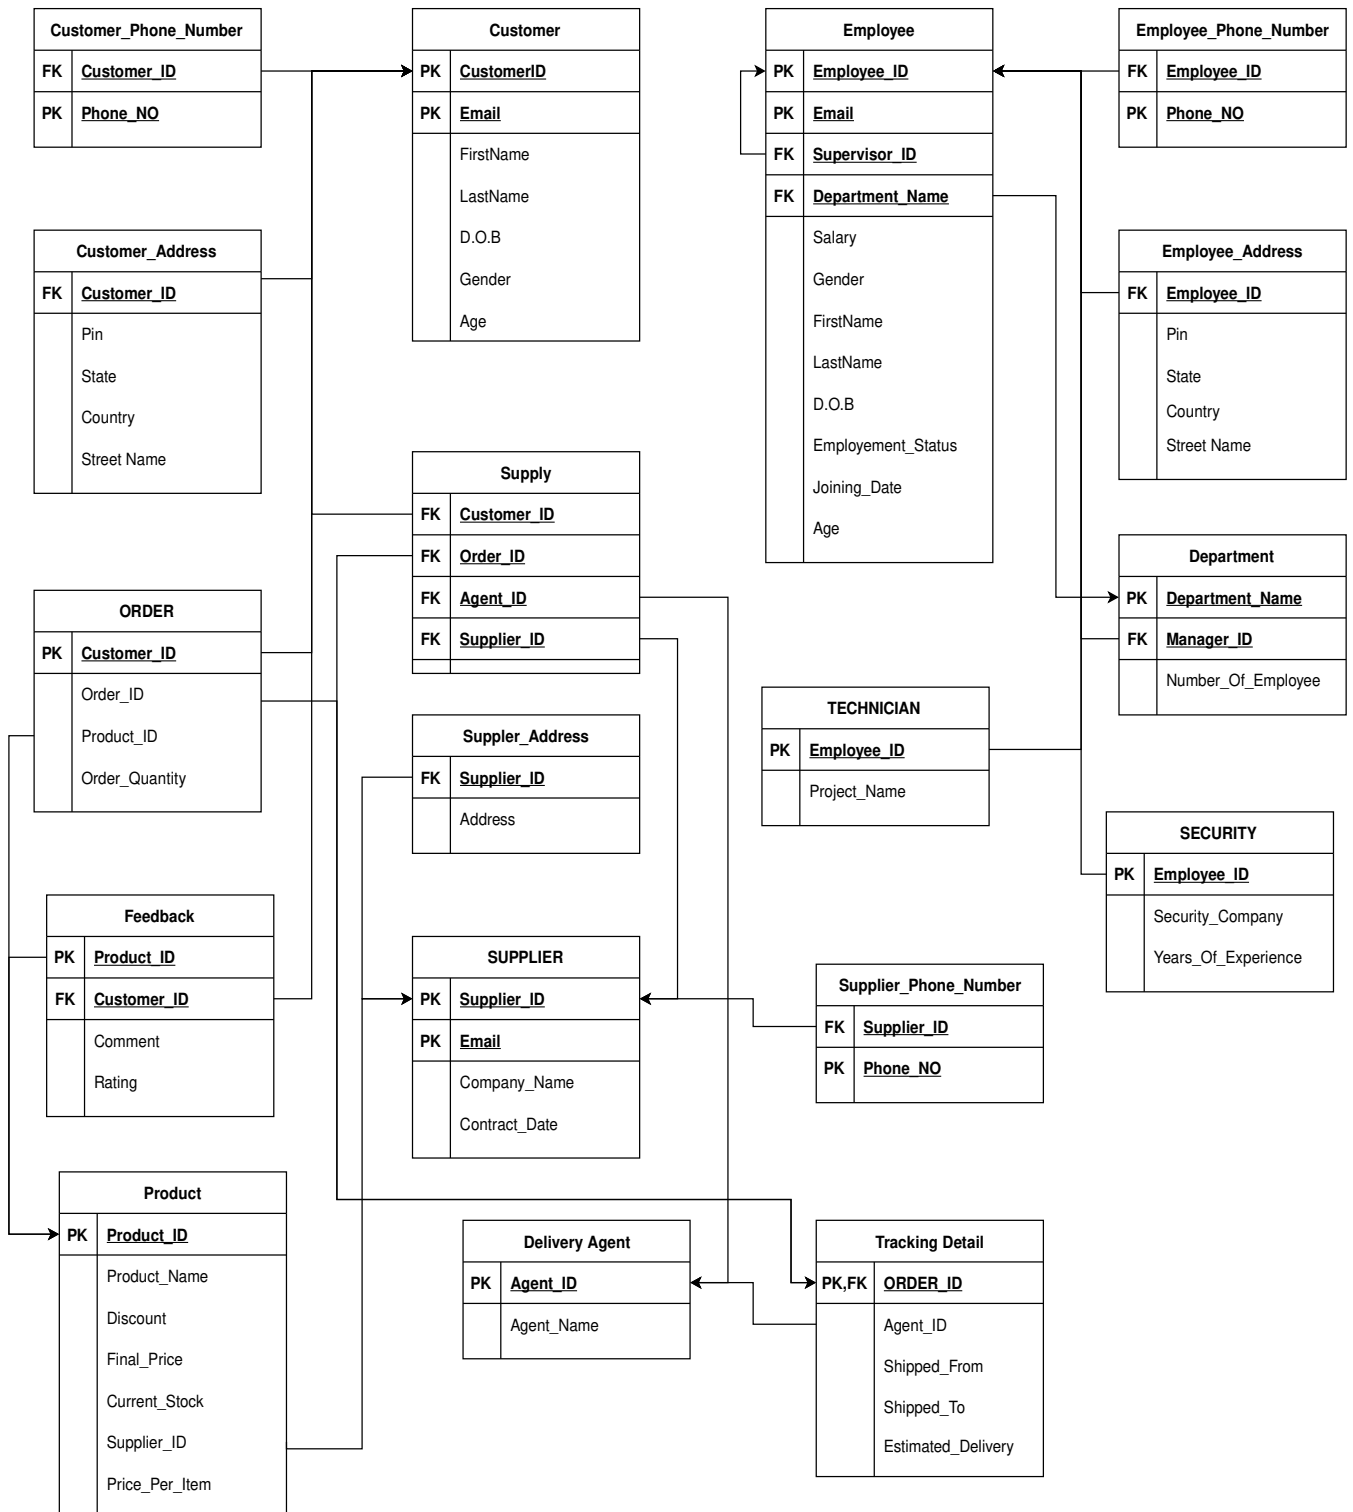 Customer_Phone_Number
FK Customer_ID
PK Phone_NO
Customer
PK CustomerID
PK Email
FirstName
LastName
D.O.B
Gender
Age
Employee
PK Employee_ID
PK Email
FK Supervisor_ID
FK Department_Name
Salary
Gender
FirstName
LastName
D.O.B
Employement_Status
Joining_Date
Age
Employee_Phone_Number
FK Employee_ID
PK Phone_NO
Customer_Address
FK Customer_ID
Pin
State
Country
Street Name
Employee_Address
FK Employee_ID
Pin
State
Country
Street Name
Supply
FK Customer_ID
FK Order_ID
FK Agent_ID
FK Supplier_ID
Department
PK Department_Name
FK Manager_ID
Number_Of_Employee
ORDER
PK Customer_ID
Order_ID
Product_ID
Order_Quantity
Suppler_Address
FK Supplier_ID
Address
TECHNICIAN
PK Employee_ID
Project_Name
SECURITY
PK Employee_ID
Security_Company
Years_Of_Experience
Feedback
PK Product_ID
FK Customer_ID
Comment
Rating
SUPPLIER
PK Supplier_ID
PK Email
Company_Name
Contract_Date
Supplier_Phone_Number
FK Supplier_ID
PK Phone_NO
Product
PK Product_ID
Product_Name
Discount
Final_Price
Current_Stock
Supplier_ID
Price_Per_Item
Delivery Agent
PK Agent_ID
Agent_Name
Tracking Detail
PK,FK ORDER_ID
Agent_ID
Shipped_From
Shipped_To
Estimated_Delivery